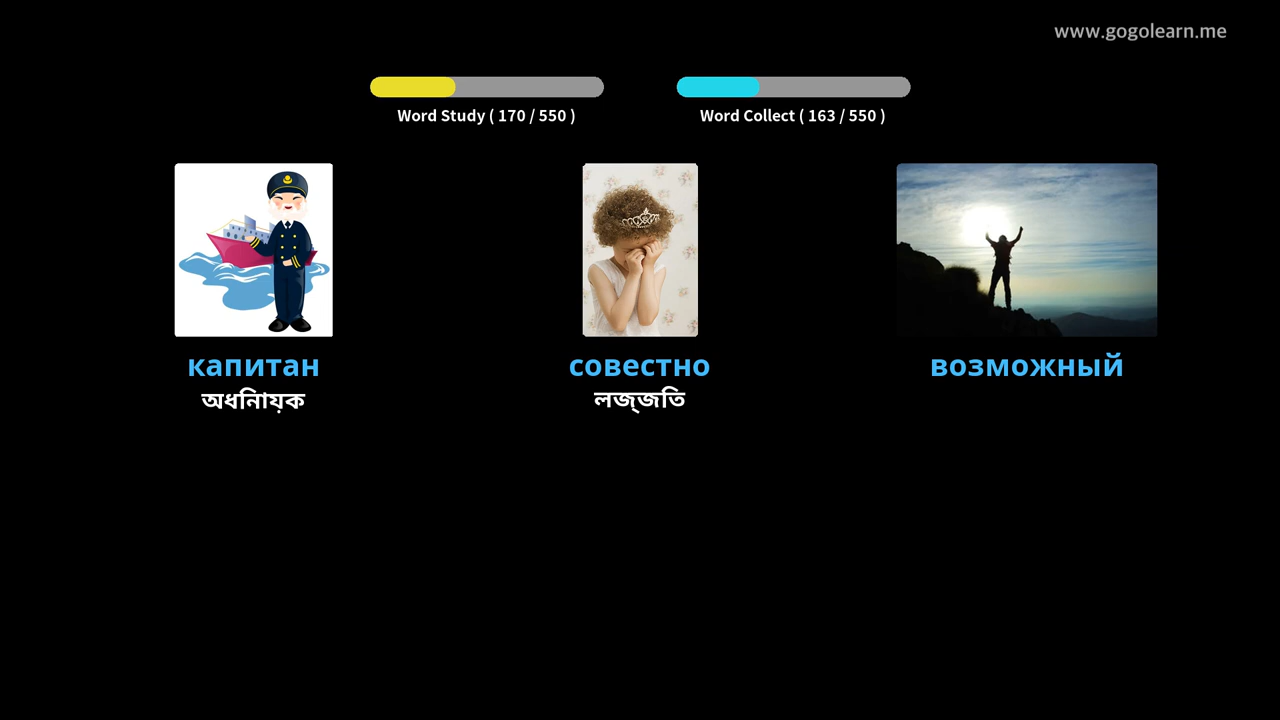 www.gogolearn.me
Word Study ( 170 / 550 )
Word Collect ( 163 / 550 )
капитан
অধিনায়ক
совестно
লজ্জিত
возможный